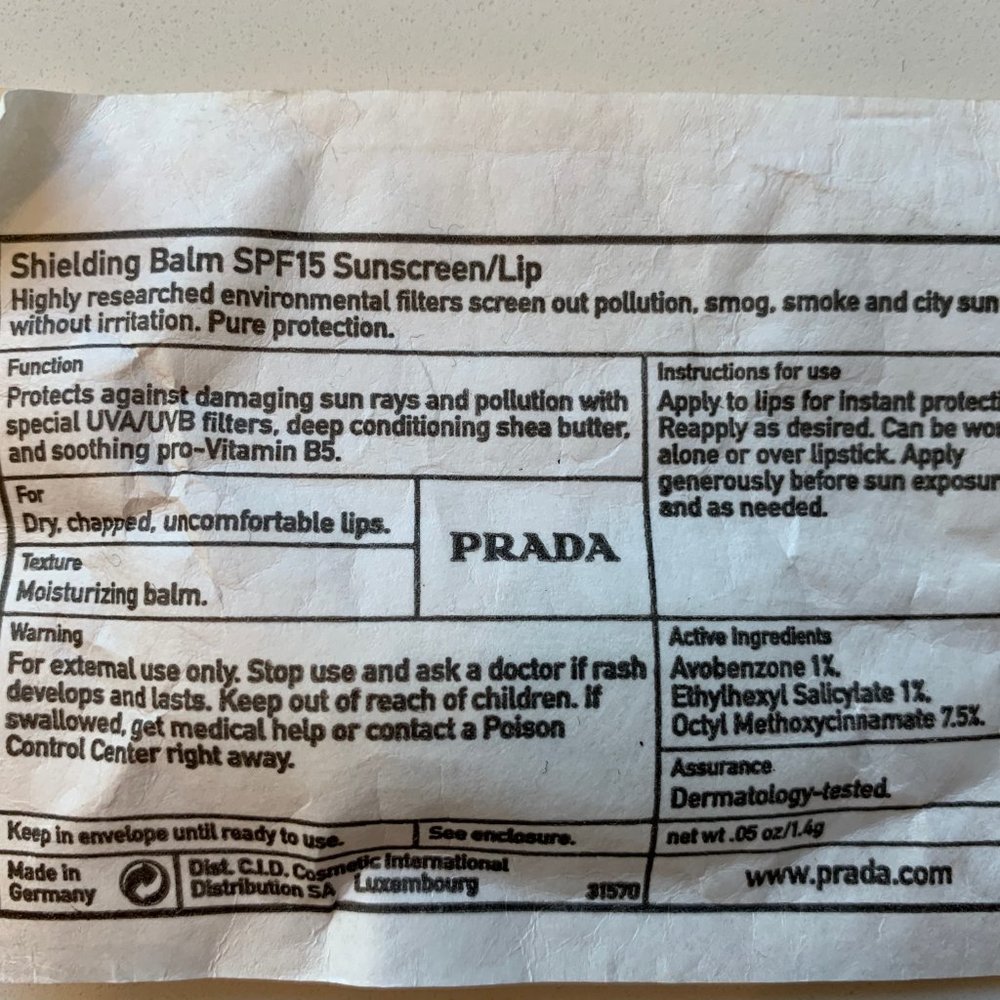 Shielding Balm SPF15 Sunscreen/Lip
Highly researched environmental filters screen out pollution, smog, smoke and city sun
without irritation. Pure protection.
Function
Protects against damaging sun rays and pollution with
special UVA/UVB filters, deep conditioning shea butter,
and soothing pro-Vitamin B5.
Instructions for use
Apply to lips for instant protecti
Reapply as desired. Can be wor
alone or over lipstick. Apply
generously before sun exposur
and as needed.
For
Dry, chapped, uncomfortable lips.
Texture
Moisturizing balm.
PRADA
Warning
For external use only. Stop use and ask a doctor if rash
develops and lasts. Keep out of reach of children. If
swallowed, get medical help or contact a Poison
Control Center right away.
Active Ingredients
Avobenzone 1%.
Ethylhexyl Salicylate 1%.
Octyl Methoxycinnamate 7.5%.
Assurance
Dermatology-tested.
Keep in envelope until ready to use.
See enclosure.
net wt .05 oz/1.4g
Made in
Germany
Dist. C.I.D. Cosmetic International
Distribution SA Luxembourg
31570
www.prada.com